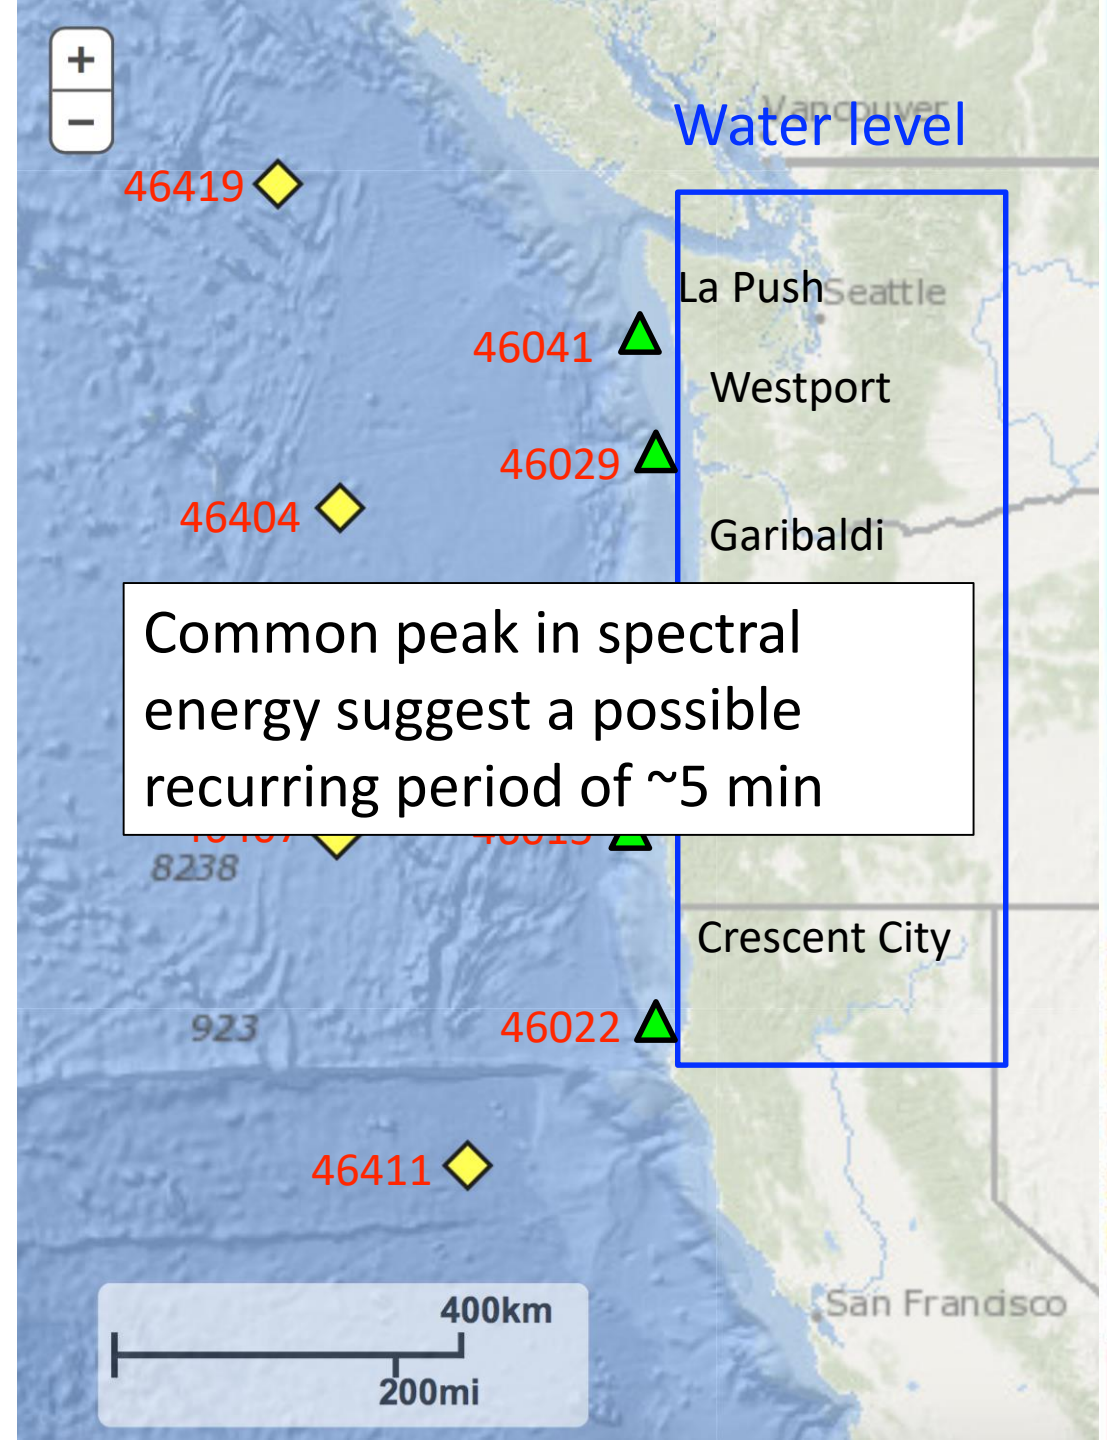 +
−
Vancouver
Water level
46419
La Push
Seattle
46041
Westport
46029
46404
Garibaldi
Common peak in spectral
energy suggest a possible
recurring period of ~5 min
8238
Crescent City
923
46022
46411
San Francisco
400km
200mi